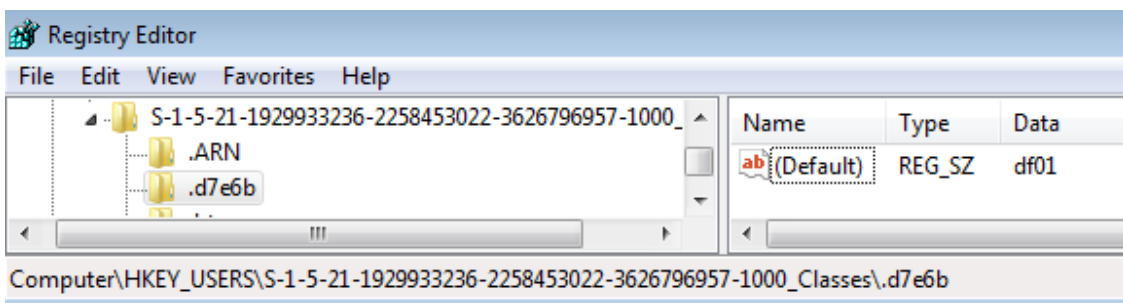 Registry Editor
File Edit View Favorites Help
S-1-5-21-1929933236-2258453022-3626796957-1000_
.ARN
.d7e6b
Name Type Data
ab (Default) REG_SZ df01
Computer\HKEY_USERS\S-1-5-21-1929933236-2258453022-3626796957-1000_Classes\.d7e6b